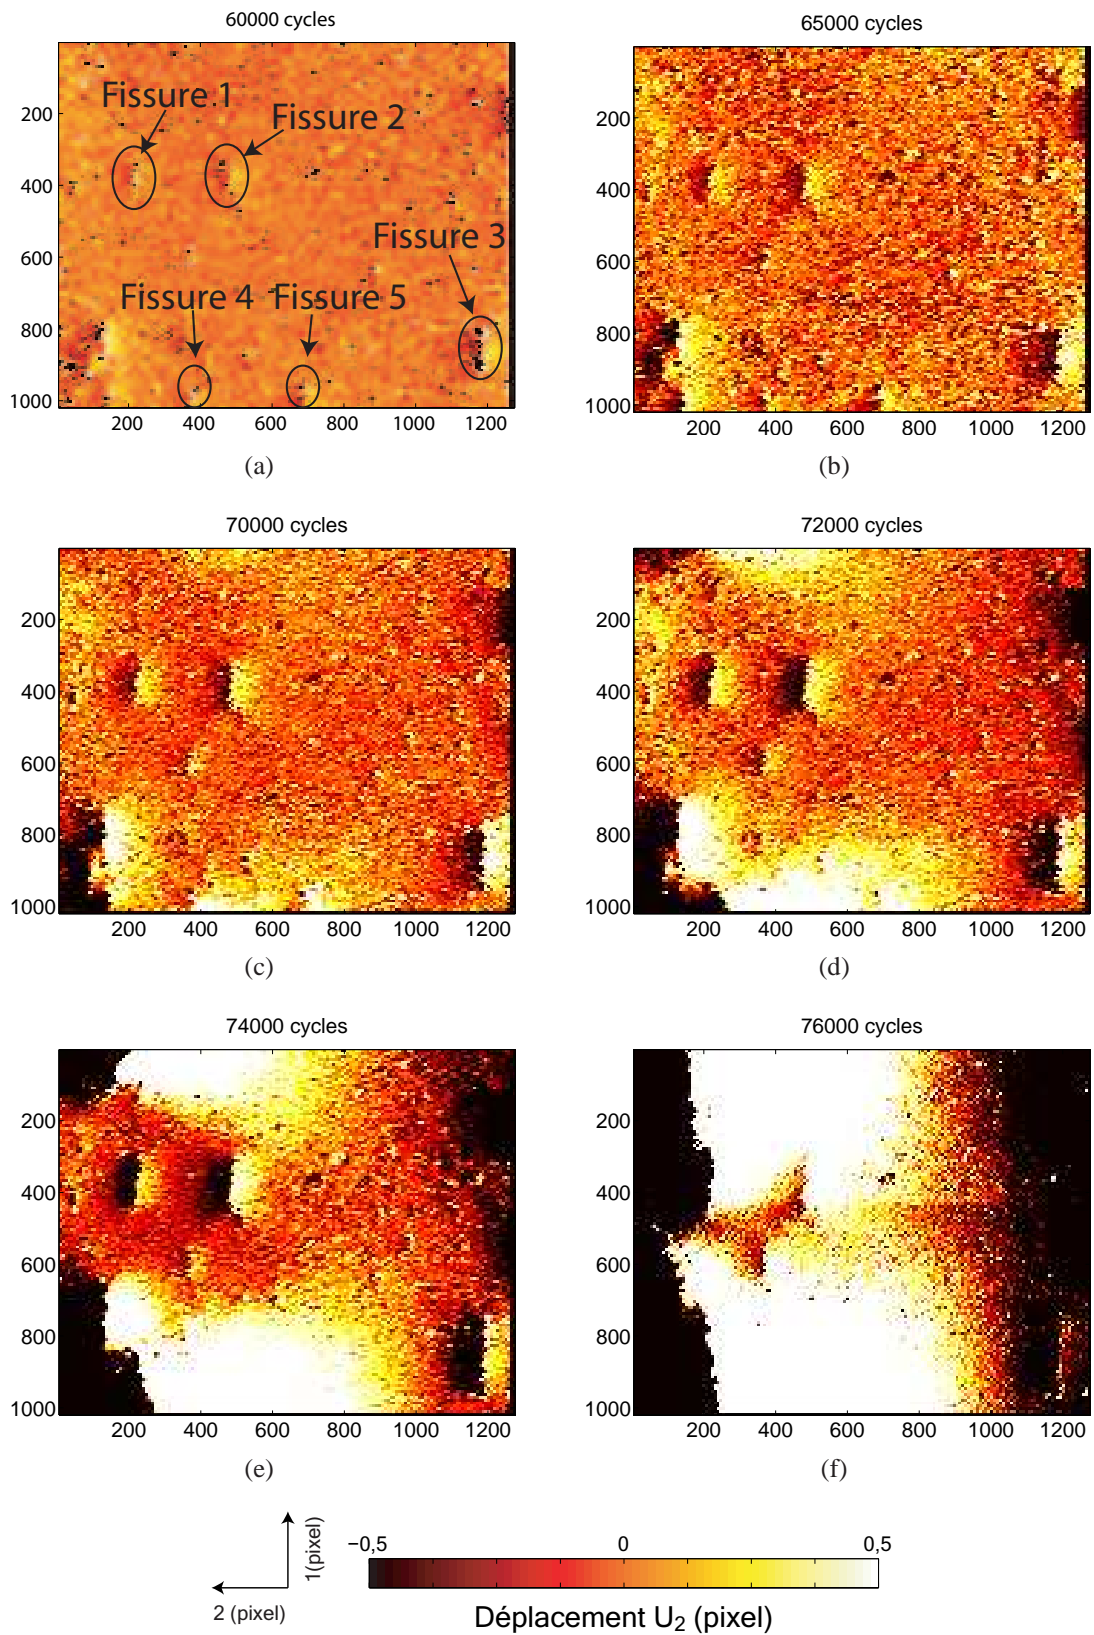 60000 cycles
65000 cycles
Fissure 1
Fissure 2
Fissure 3
Fissure 4
Fissure 5
200
400
600
800
1000
200 400 600 800 1000 1200
200
400
600
800
1000
200 400 600 800 1000 1200
(a)
(b)
70000 cycles
72000 cycles
200
400
600
800
1000
200 400 600 800 1000 1200
200
400
600
800
1000
200 400 600 800 1000 1200
(c)
(d)
74000 cycles
76000 cycles
200
400
600
800
1000
200 400 600 800 1000 1200
200
400
600
800
1000
200 400 600 800 1000 1200
(e)
(f)
1(pixel)
2 (pixel)
−0,5 0 0,5
Déplacement U₂ (pixel)